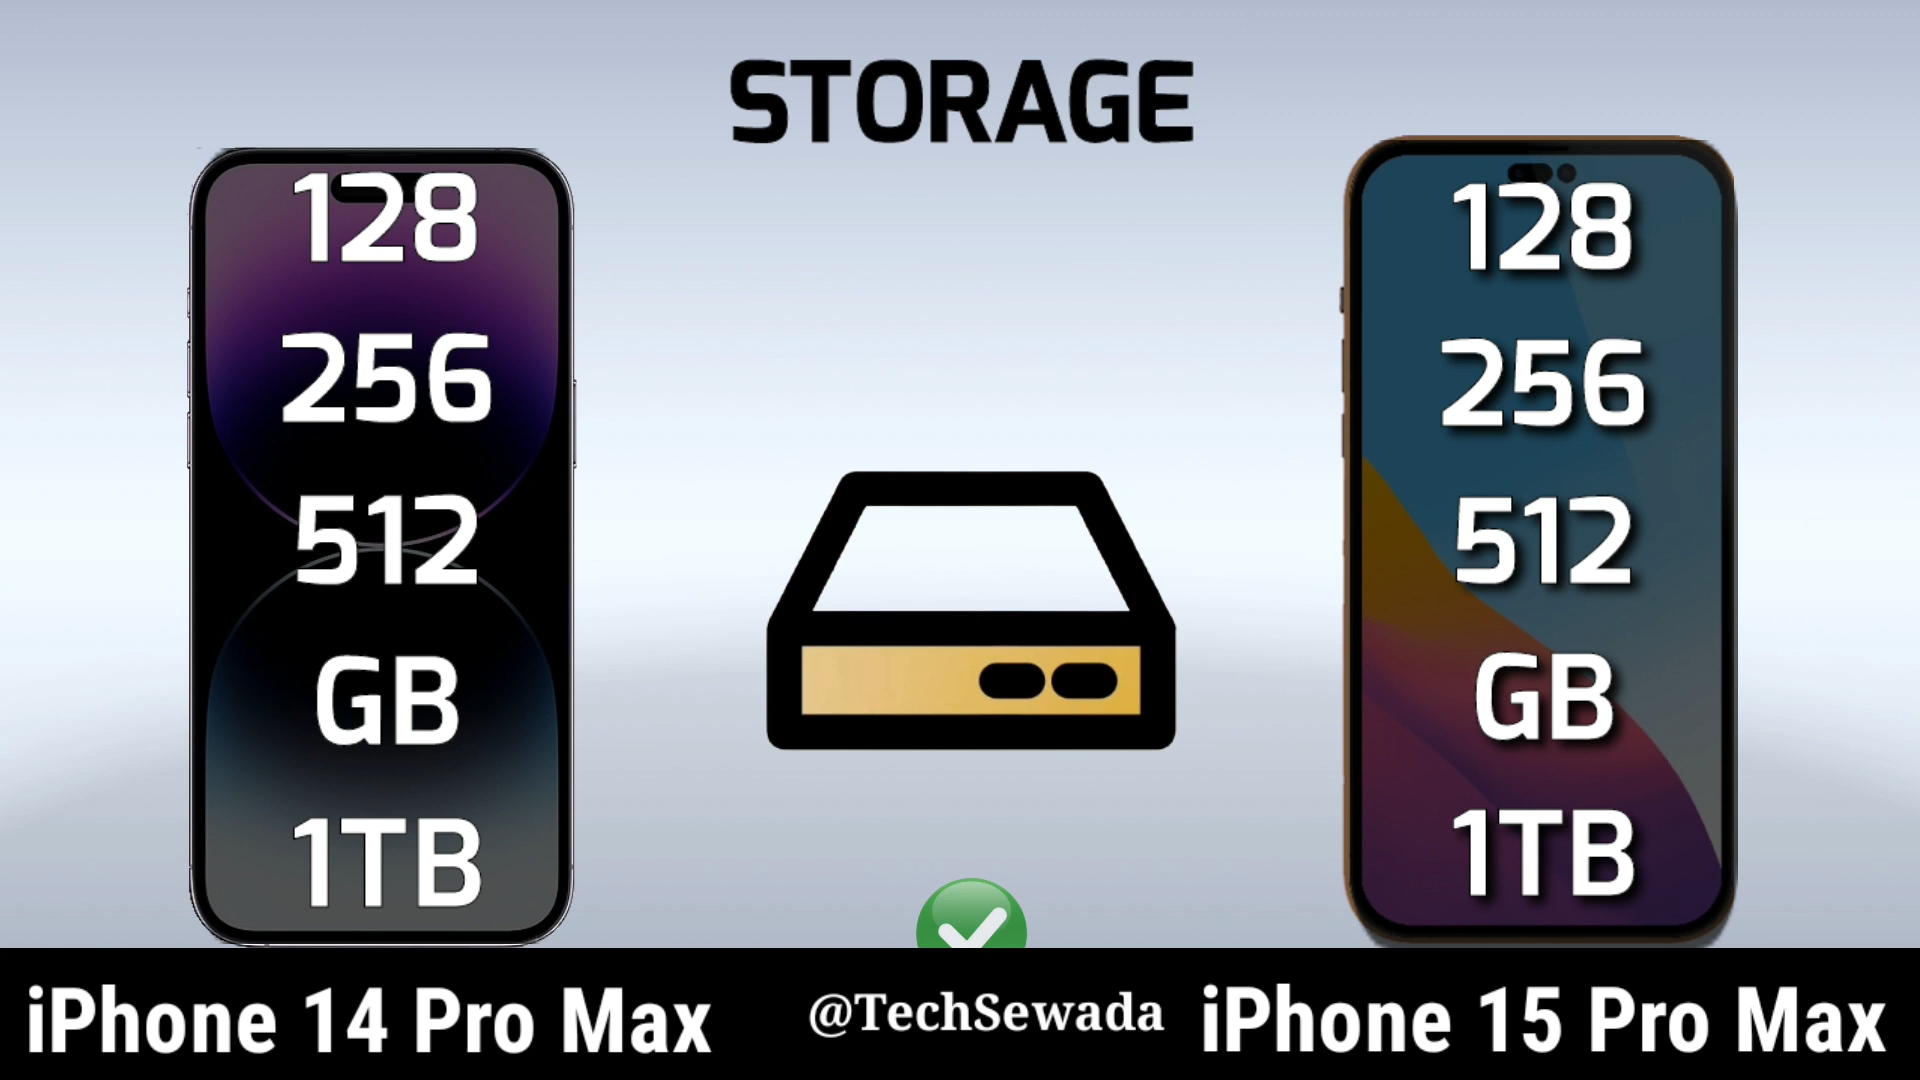 STORAGE
128
256
512
GB
1TB
128
256
512
GB
1TB
iPhone 14 Pro Max
@TechSewada
iPhone 15 Pro Max